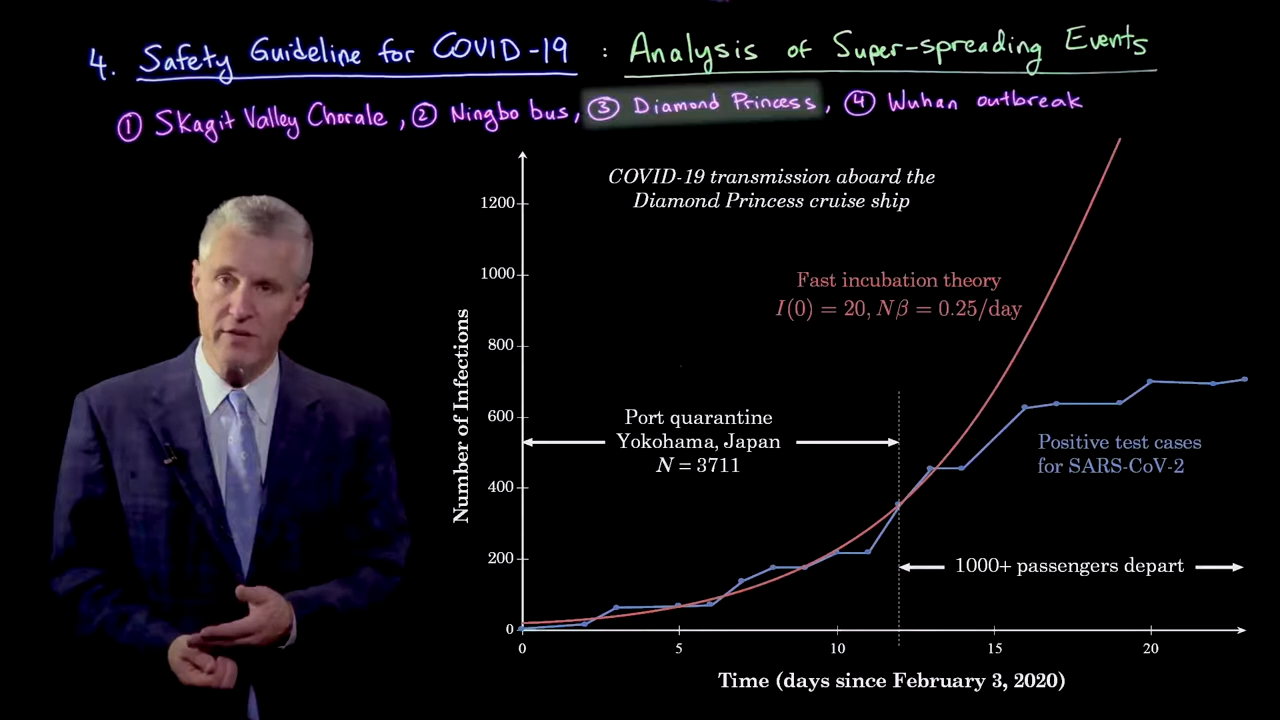 4. Safety Guideline for COVID-19 : Analysis of Super-spreading Events
① Skagit Valley Chorale, ② Ningbo bus, ③ Diamond Princess, ④ Wuhan outbreak
COVID-19 transmission aboard the
Diamond Princess cruise ship
1200
1000
800
600
400
200
0
Number of Infections
Fast incubation theory
I(0) = 20, Nβ = 0.25/day
Port quarantine
Yokohama, Japan
N = 3711
Positive test cases
for SARS-CoV-2
1000+ passengers depart
0 5 10 15 20
Time (days since February 3, 2020)